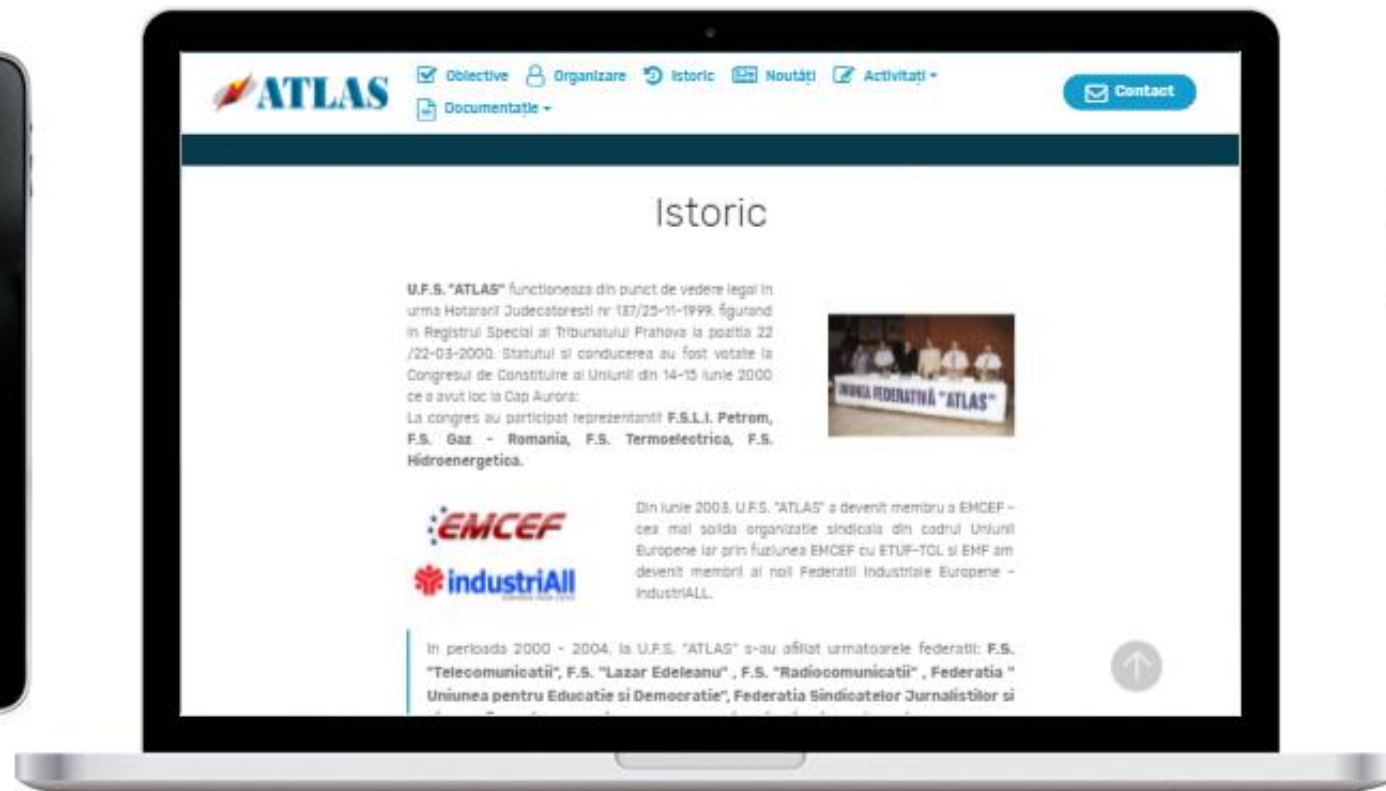 ATLAS
Obiective Organizare Istoric Noutăți Activitați
Documentație
Contact
Istoric
U.F.S. "ATLAS" functioneaza din punct de vedere legal in
urma Hotararii Judecatoresti nr 137/25-11-1999, figurand
in Registrul Special al Tribunalului Prahova la pozitia 22
/22-03-2000. Statutul si conducerea au fost votate la
Congresul de Constituire al Uniunii din 14-15 iunie 2000
ce a avut loc la Cap Aurora:
La congres au participat reprezentantii F.S.L.I. Petrom,
F.S. Gaz - Romania, F.S. Termoelectrica, F.S.
Hidroenergetica.
UNIUNEA FEDERATIVĂ "ATLAS"
EMCEF
industriAll
Din iunie 2003, U.F.S. "ATLAS" a devenit membru a EMCEF -
cea mai solida organizatie sindicala din cadrul Uniunii
Europene iar prin fuziunea EMCEF cu ETUF-TCL si EMF am
devenit membrii ai noii Federatii Industriale Europene -
IndustriALL.
In perioada 2000 - 2004, la U.F.S. "ATLAS" s-au afiliat urmatoarele federatii: F.S.
"Telecomunicatii", F.S. "Lazar Edeleanu" , F.S. "Radiocomunicatii" , Federatia "
Uniunea pentru Educatie si Democratie", Federatia Sindicatelor Jurnalistilor si